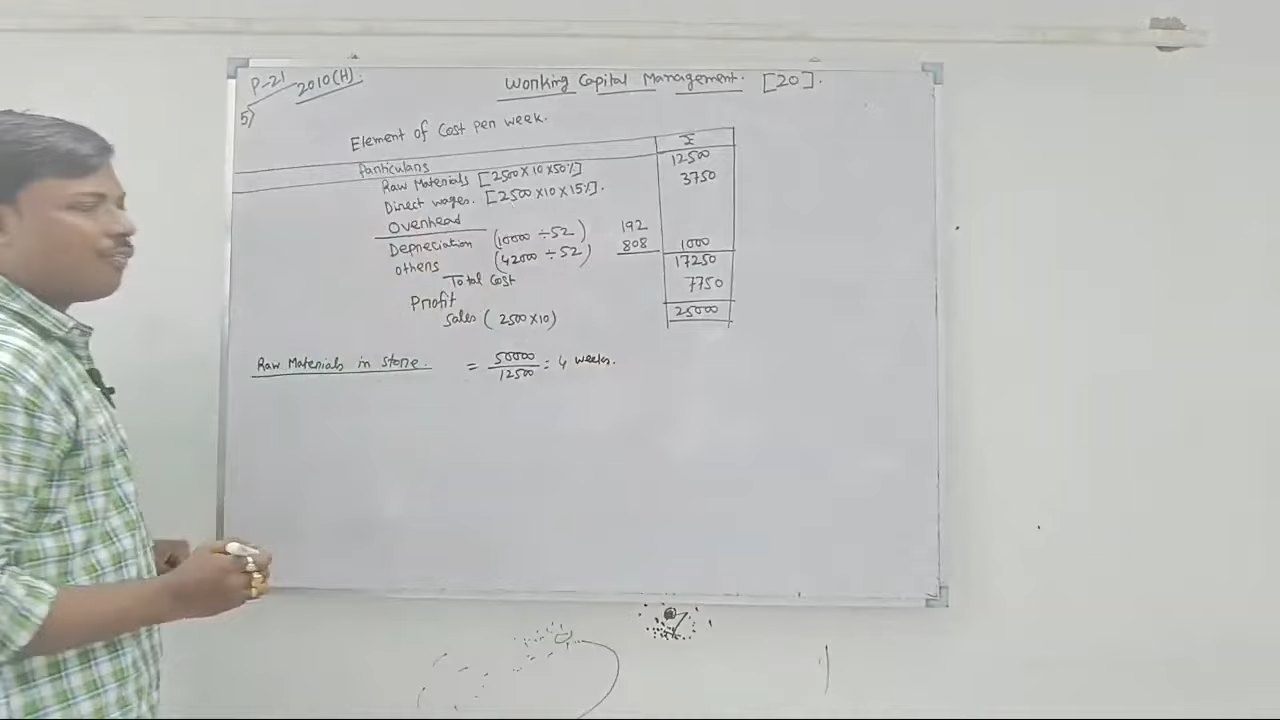 P-21 2010(H).
Working Capital Management. [20].
5)
Element of Cost per week.
Particulars ₹
Raw Materials [2500×10×50%] 12500
Direct wages. [2500×10×15%]. 3750
Overhead
Depreciation (10000 ÷ 52) 192
others (42000 ÷ 52) 808 1000
Total Cost 17250
Profit 7750
Sales (2500×10) 25000
Raw Materials in store. = 50000/12500 = 4 weeks.